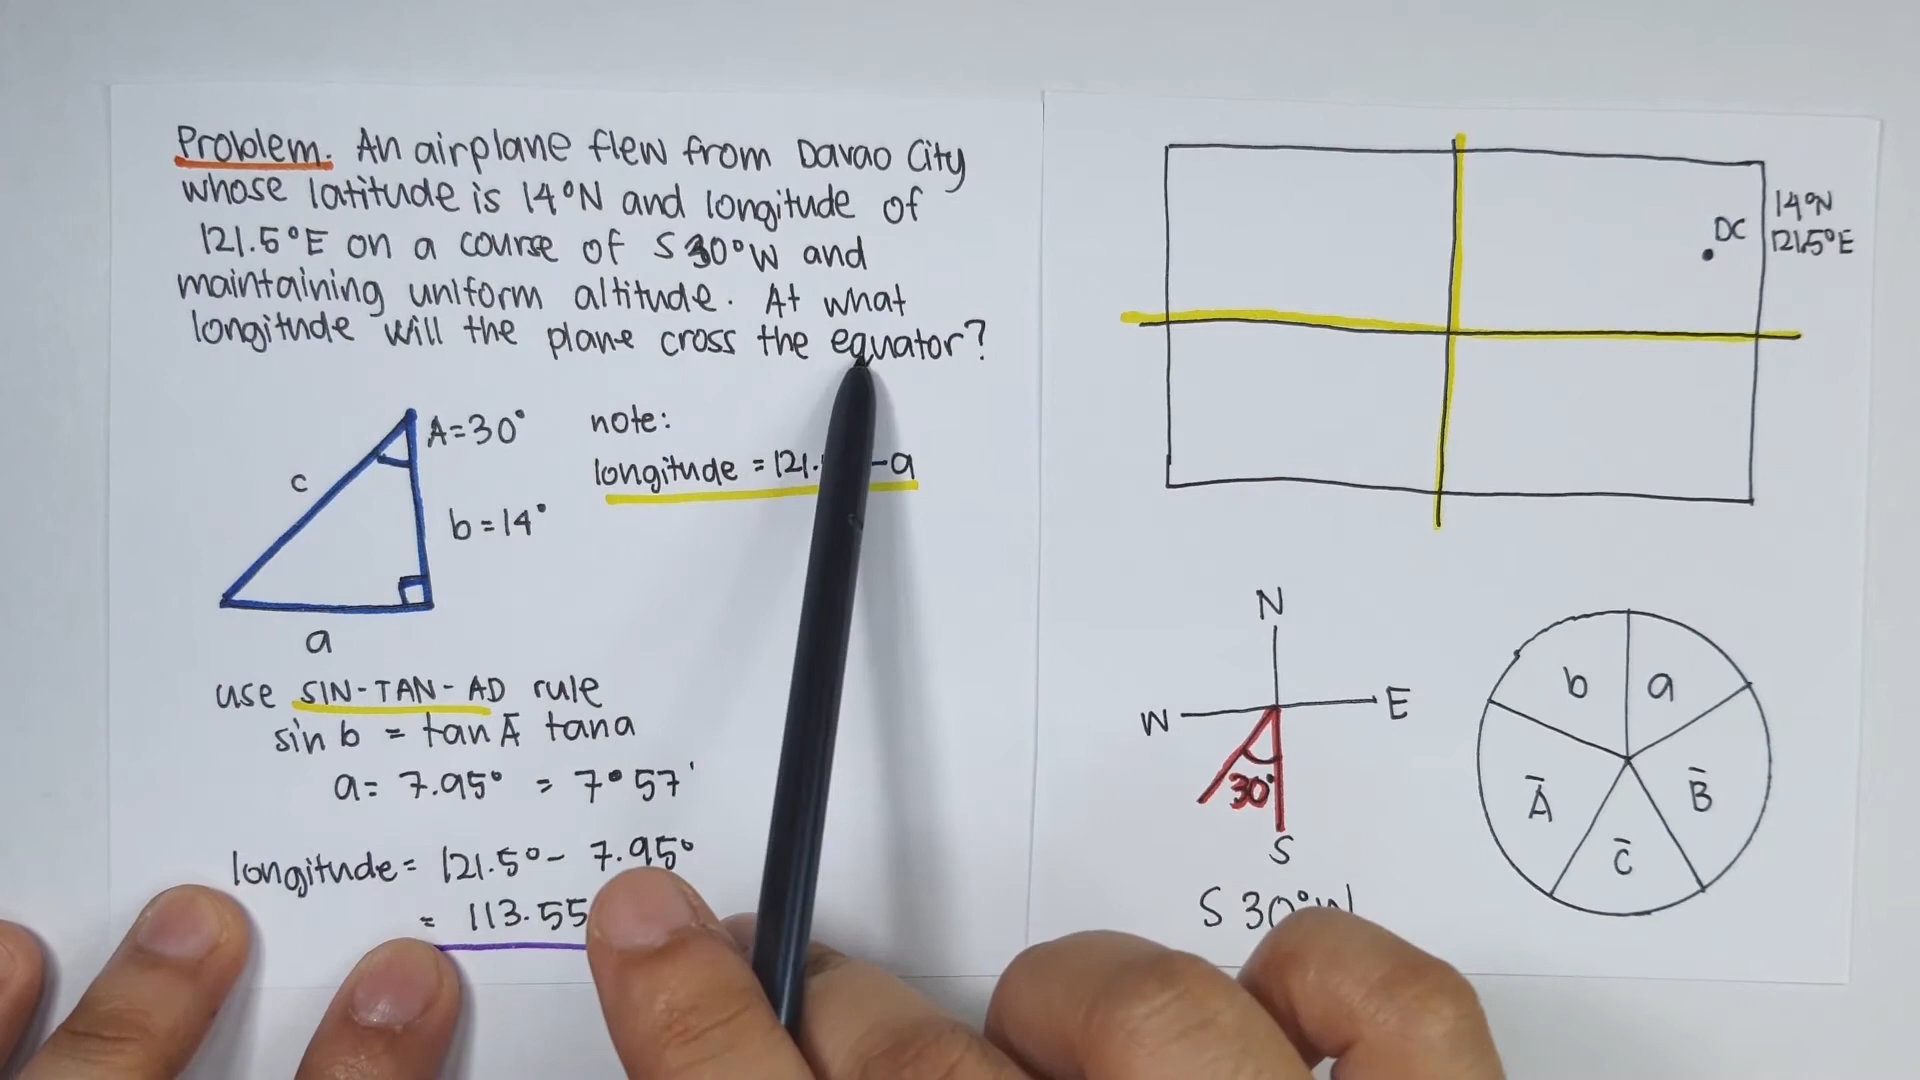 Problem. An airplane flew from Davao City
whose latitude is 14°N and longitude of
121.5°E on a course of S30°W and
maintaining uniform altitude. At what
longitude will the plane cross the equator?
A=30°
c
b=14°
a
note:
longitude = 121. -a
use SIN-TAN-AD rule
sin b = tan Ā tan a
a= 7.95° = 7°57'
longitude = 121.5° - 7.95°
= 113.55
DC
14°N
121.5°E
N
W
E
30°
S
S 30°W
b
a
Ā
B̄
C̄